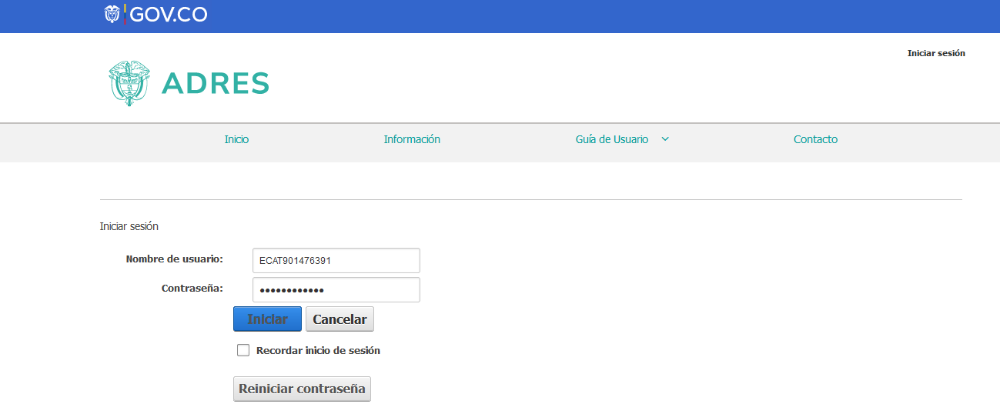 GOV.CO
Iniciar sesión
ADRES
Inicio Información Guía de Usuario Contacto
Iniciar sesión
Nombre de usuario: ECAT901476391
Contraseña: ••••••••••••
Iniciar Cancelar
Recordar inicio de sesión
Reiniciar contraseña